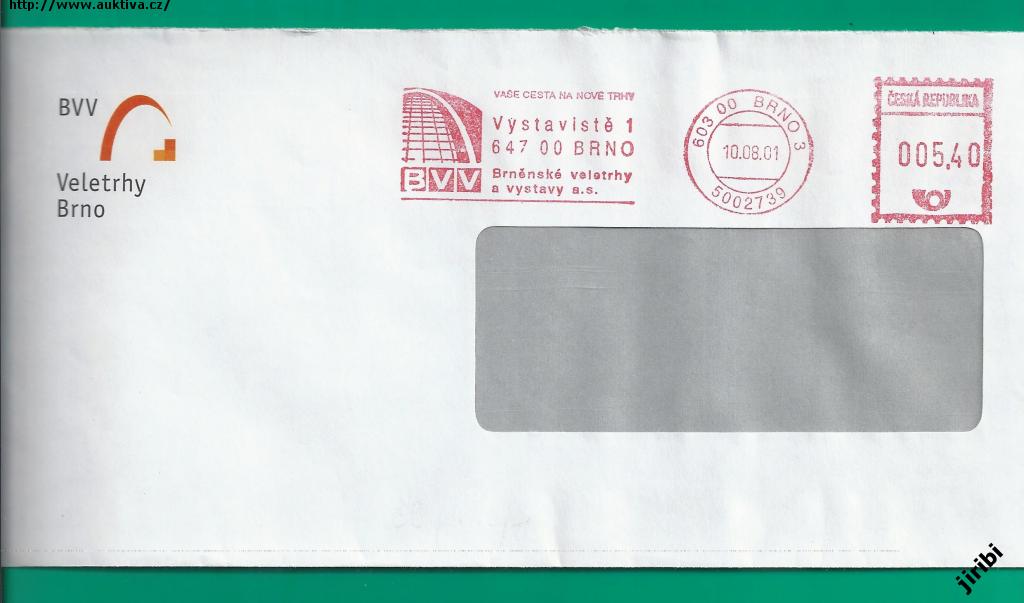 http://www.auktiva.cz/
BVV
Veletrhy
Brno
VAŠE CESTA NA NOVÉ TRHY
Výstaviště 1
647 00 BRNO
BVV
Brněnské veletrhy
a výstavy a.s.
603 00 BRNO 3
10.08.01
5002739
ČESKÁ REPUBLIKA
005,40
jiribi